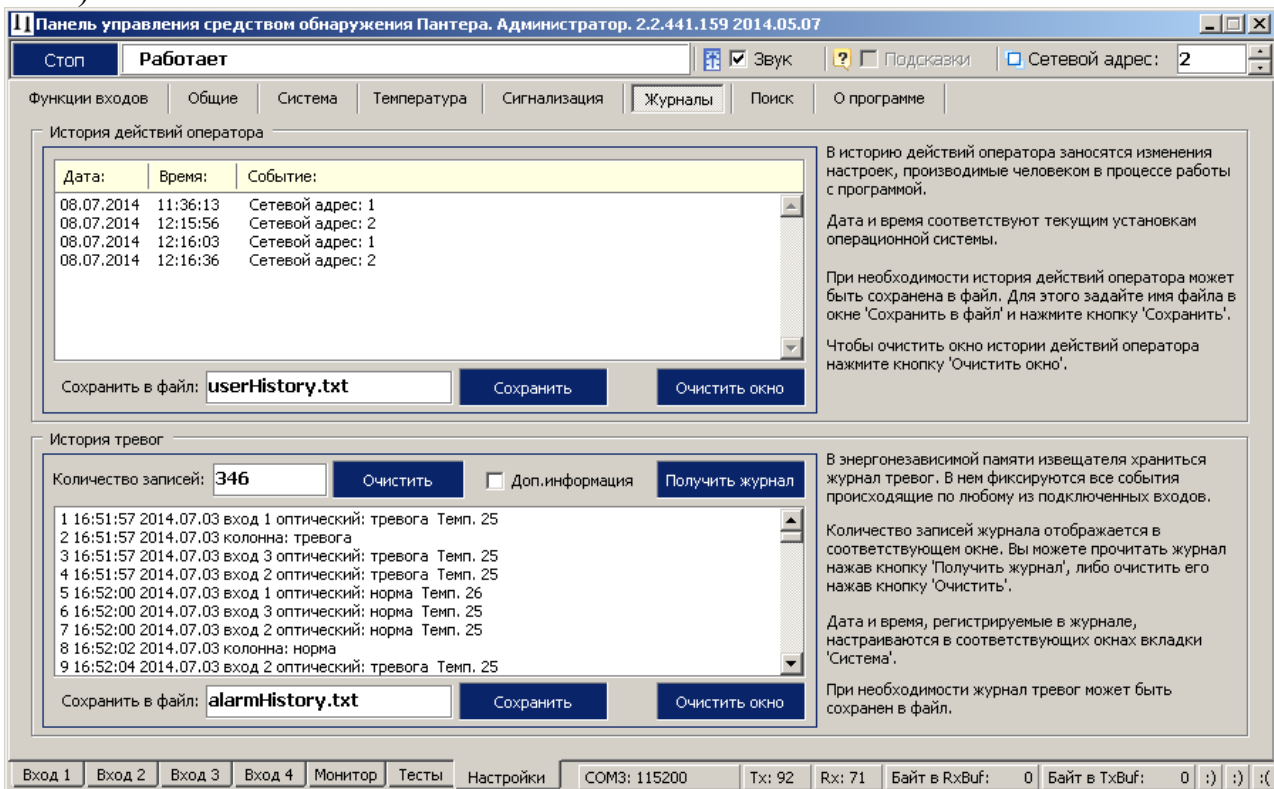 Панель управления средством обнаружения Пантера. Администратор. 2.2.441.159 2014.05.07
Стоп Работает Звук Подсказки Сетевой адрес: 2
Функции входов Общие Система Температура Сигнализация Журналы Поиск О программе
История действий оператора
Дата: Время: Событие:
08.07.2014 11:36:13 Сетевой адрес: 1
08.07.2014 12:15:56 Сетевой адрес: 2
08.07.2014 12:16:03 Сетевой адрес: 1
08.07.2014 12:16:36 Сетевой адрес: 2
Сохранить в файл: userHistory.txt Сохранить Очистить окно
В историю действий оператора заносятся изменения
настроек, производимые человеком в процессе работы
с программой.
Дата и время соответствуют текущим установкам
операционной системы.
При необходимости история действий оператора может
быть сохранена в файл. Для этого задайте имя файла в
окне 'Сохранить в файл' и нажмите кнопку 'Сохранить'.
Чтобы очистить окно истории действий оператора
нажмите кнопку 'Очистить окно'.
История тревог
Количество записей: 346 Очистить Доп.информация Получить журнал
1 16:51:57 2014.07.03 вход 1 оптический: тревога Темп. 25
2 16:51:57 2014.07.03 колонна: тревога
3 16:51:57 2014.07.03 вход 3 оптический: тревога Темп. 25
4 16:51:57 2014.07.03 вход 2 оптический: тревога Темп. 25
5 16:52:00 2014.07.03 вход 1 оптический: норма Темп. 26
6 16:52:00 2014.07.03 вход 3 оптический: норма Темп. 25
7 16:52:00 2014.07.03 вход 2 оптический: норма Темп. 25
8 16:52:02 2014.07.03 колонна: норма
9 16:52:04 2014.07.03 вход 2 оптический: тревога Темп. 25
Сохранить в файл: alarmHistory.txt Сохранить Очистить окно
В энергонезависимой памяти извещателя храниться
журнал тревог. В нем фиксируются все события
происходящие по любому из подключенных входов.
Количество записей журнала отображается в
соответствующем окне. Вы можете прочитать журнал
нажав кнопку 'Получить журнал', либо очистить его
нажав кнопку 'Очистить'.
Дата и время, регистрируемые в журнале,
настраиваются в соответствующих окнах вкладки
'Система'.
При необходимости журнал тревог может быть
сохранен в файл.
Вход 1 Вход 2 Вход 3 Вход 4 Монитор Тесты Настройки COM3: 115200 Tx: 92 Rx: 71 Байт в RxBuf: 0 Байт в TxBuf: 0 :) :) :(